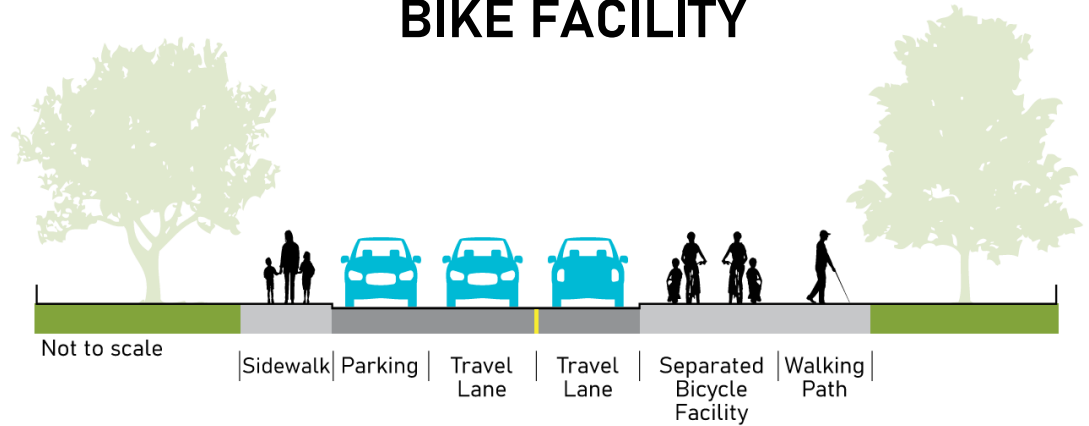 BIKE FACILITY
Not to scale
Sidewalk
Parking
Travel
Lane
Travel
Lane
Separated
Bicycle
Facility
Walking
Path